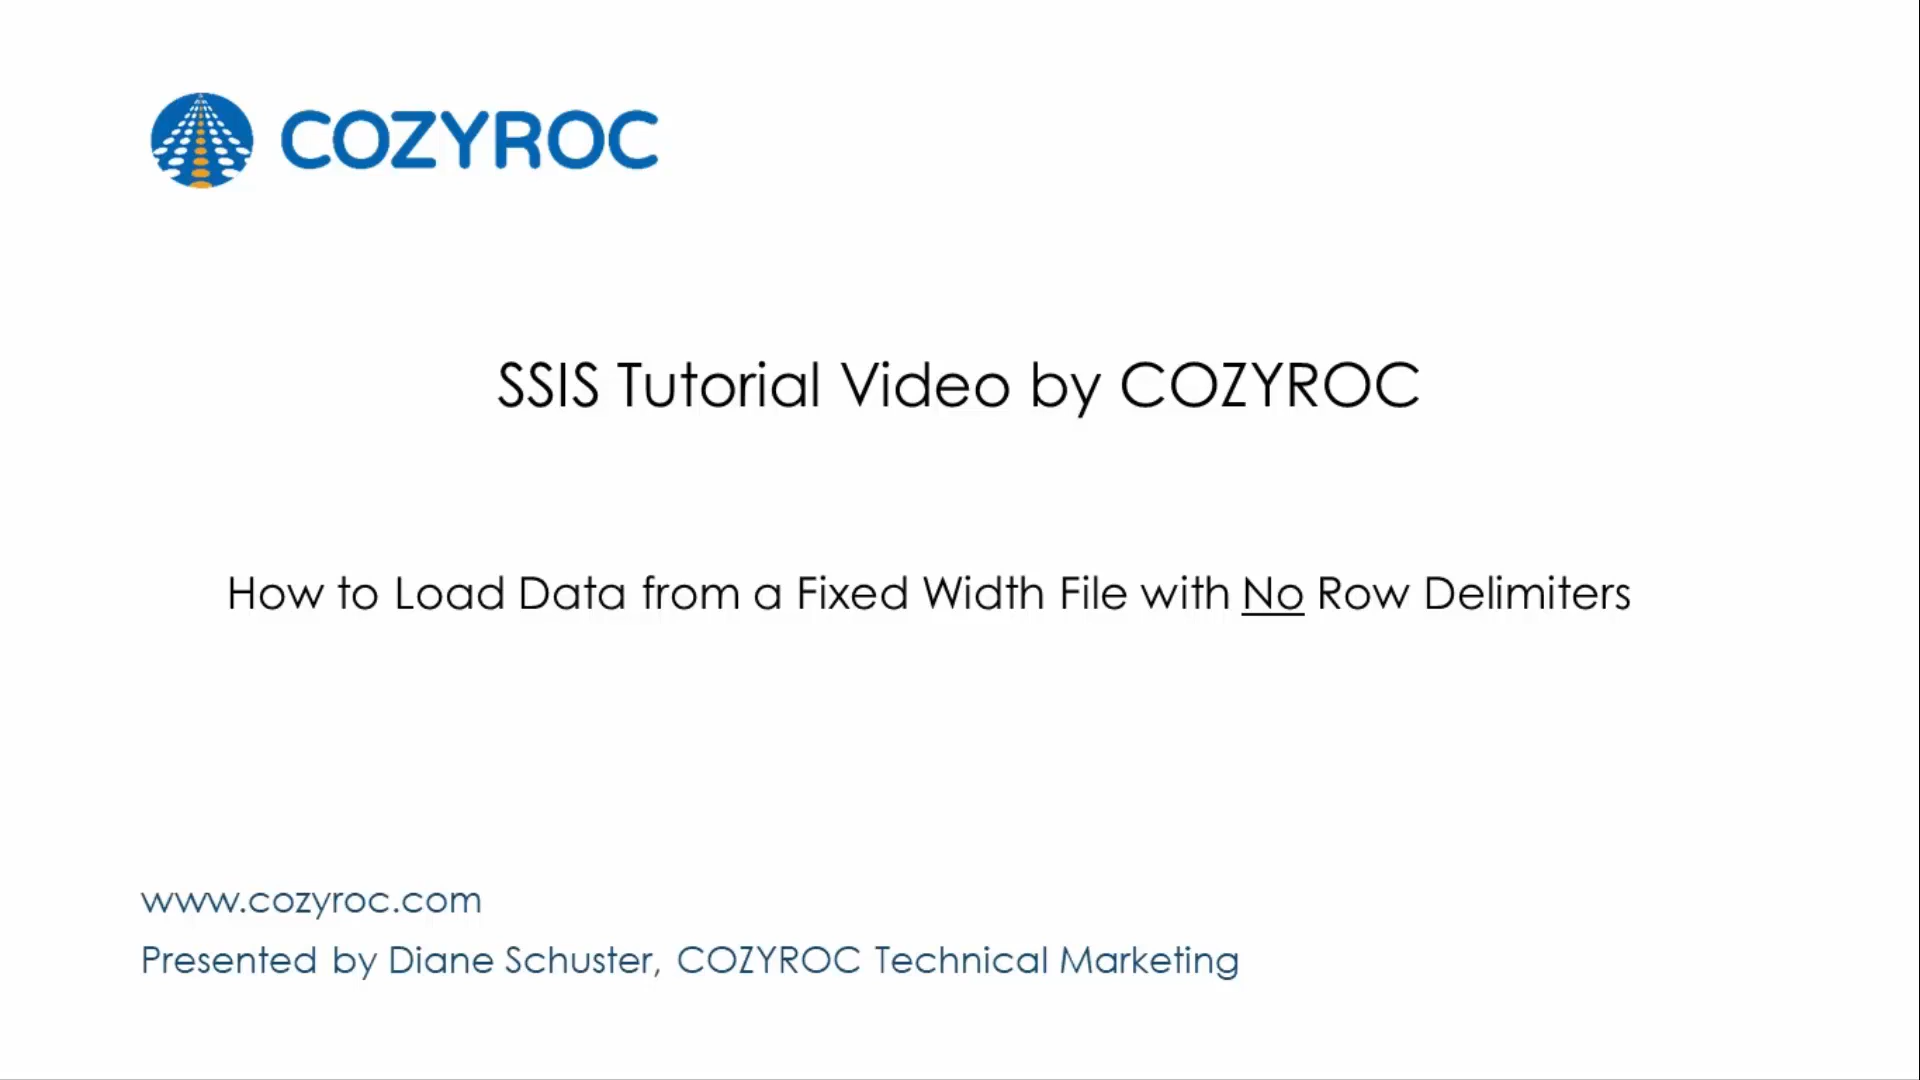 COZYROC
SSIS Tutorial Video by COZYROC
How to Load Data from a Fixed Width File with No Row Delimiters
www.cozyroc.com
Presented by Diane Schuster, COZYROC Technical Marketing